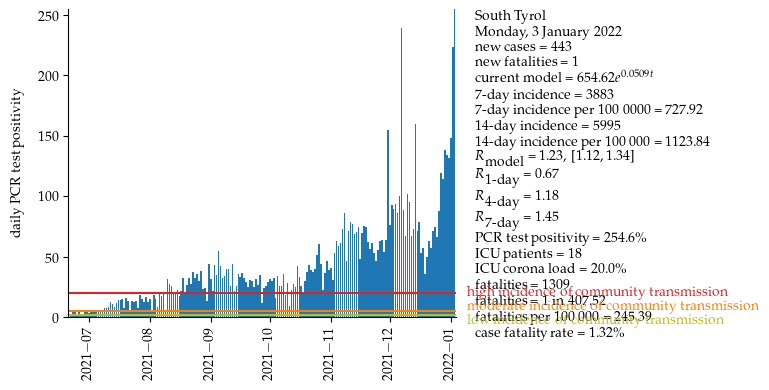 South Tyrol
Monday, 3 January 2022
new cases = 443
new fatalities = 1
current model = 654.62e^0.0509t
7-day incidence = 3883
7-day incidence per 100 0000 = 727.92
14-day incidence = 5995
14-day incidence per 100 000 = 1123.84
R_model = 1.23, [1.12, 1.34]
R_1-day = 0.67
R_4-day = 1.18
R_7-day = 1.45
PCR test positivity = 254.6%
ICU patients = 18
ICU corona load = 20.0%
fatalities = 1309
high incidence of community transmission
fatalities = 1 in 407.52
moderate incidence of community transmission
fatalities per 100 000 = 245.39
low incidence of community transmission
case fatality rate = 1.32%
daily PCR test positivity
250
200
150
100
50
0
2021−07
2021−08
2021−09
2021−10
2021−11
2021−12
2022−01